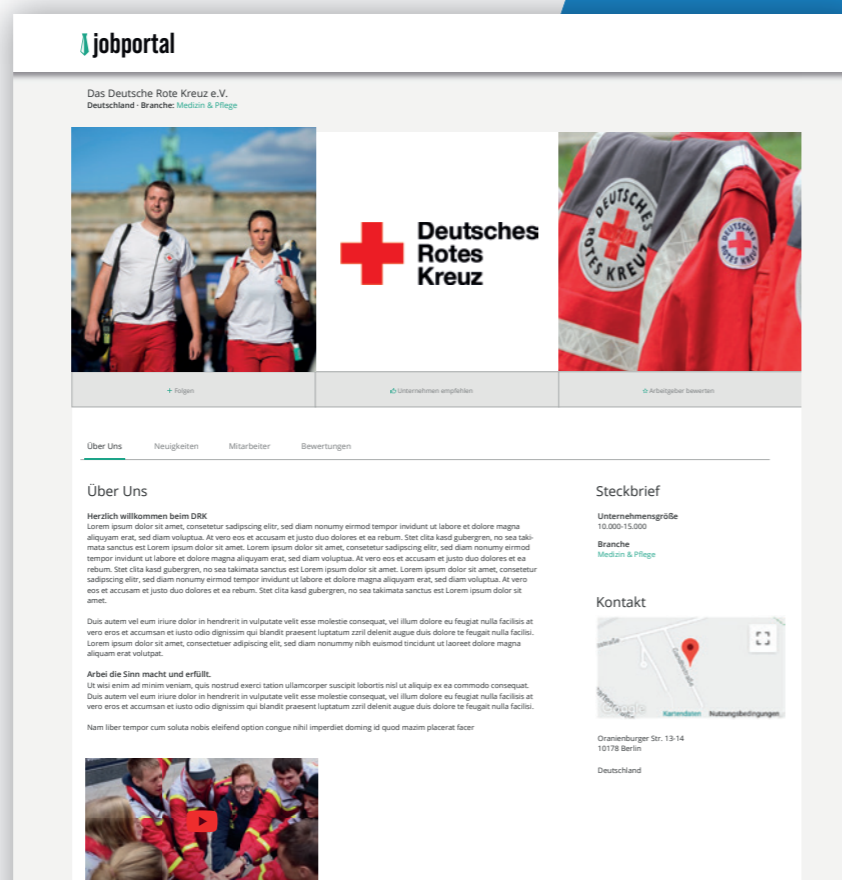 jobportal
Das Deutsche Rote Kreuz e.V.
Deutschland · Branche: Medizin & Pflege
Deutsches
Rotes
Kreuz
DEUTSCHES
ROTES KREUZ
DEUTSCHES
ROTES KREUZ
+ Folgen
Unternehmen empfehlen
Arbeitgeber bewerten
Über Uns
Neuigkeiten
Mitarbeiter
Bewertungen
Über Uns
Herzlich willkommen beim DRK
Lorem ipsum dolor sit amet, consetetur sadipscing elitr, sed diam nonumy eirmod tempor invidunt ut labore et dolore magna
aliquyam erat, sed diam voluptua. At vero eos et accusam et justo duo dolores et ea rebum. Stet clita kasd gubergren, no sea taki-
mata sanctus est Lorem ipsum dolor sit amet. Lorem ipsum dolor sit amet, consetetur sadipscing elitr, sed diam nonumy eirmod
tempor invidunt ut labore et dolore magna aliquyam erat, sed diam voluptua. At vero eos et accusam et justo duo dolores et ea
rebum. Stet clita kasd gubergren, no sea takimata sanctus est Lorem ipsum dolor sit amet. Lorem ipsum dolor sit amet, consetetur
sadipscing elitr, sed diam nonumy eirmod tempor invidunt ut labore et dolore magna aliquyam erat, sed diam voluptua. At vero
eos et accusam et justo duo dolores et ea rebum. Stet clita kasd gubergren, no sea takimata sanctus est Lorem ipsum dolor sit
amet.
Duis autem vel eum iriure dolor in hendrerit in vulputate velit esse molestie consequat, vel illum dolore eu feugiat nulla facilisis at
vero eros et accumsan et iusto odio dignissim qui blandit praesent luptatum zzril delenit augue duis dolore te feugait nulla facilisi.
Lorem ipsum dolor sit amet, consectetuer adipiscing elit, sed diam nonummy nibh euismod tincidunt ut laoreet dolore magna
aliquam erat volutpat.
Arbei die Sinn macht und erfüllt.
Ut wisi enim ad minim veniam, quis nostrud exerci tation ullamcorper suscipit lobortis nisl ut aliquip ex ea commodo consequat.
Duis autem vel eum iriure dolor in hendrerit in vulputate velit esse molestie consequat, vel illum dolore eu feugiat nulla facilisis at
vero eros et accumsan et iusto odio dignissim qui blandit praesent luptatum zzril delenit augue duis dolore te feugait nulla facilisi.
Nam liber tempor cum soluta nobis eleifend option congue nihil imperdiet doming id quod mazim placerat facer
Steckbrief
Unternehmensgröße
10.000-15.000
Branche
Medizin & Pflege
Kontakt
Google
Kartendaten Nutzungsbedingungen
Oranienburger Str. 13-14
10178 Berlin
Deutschland